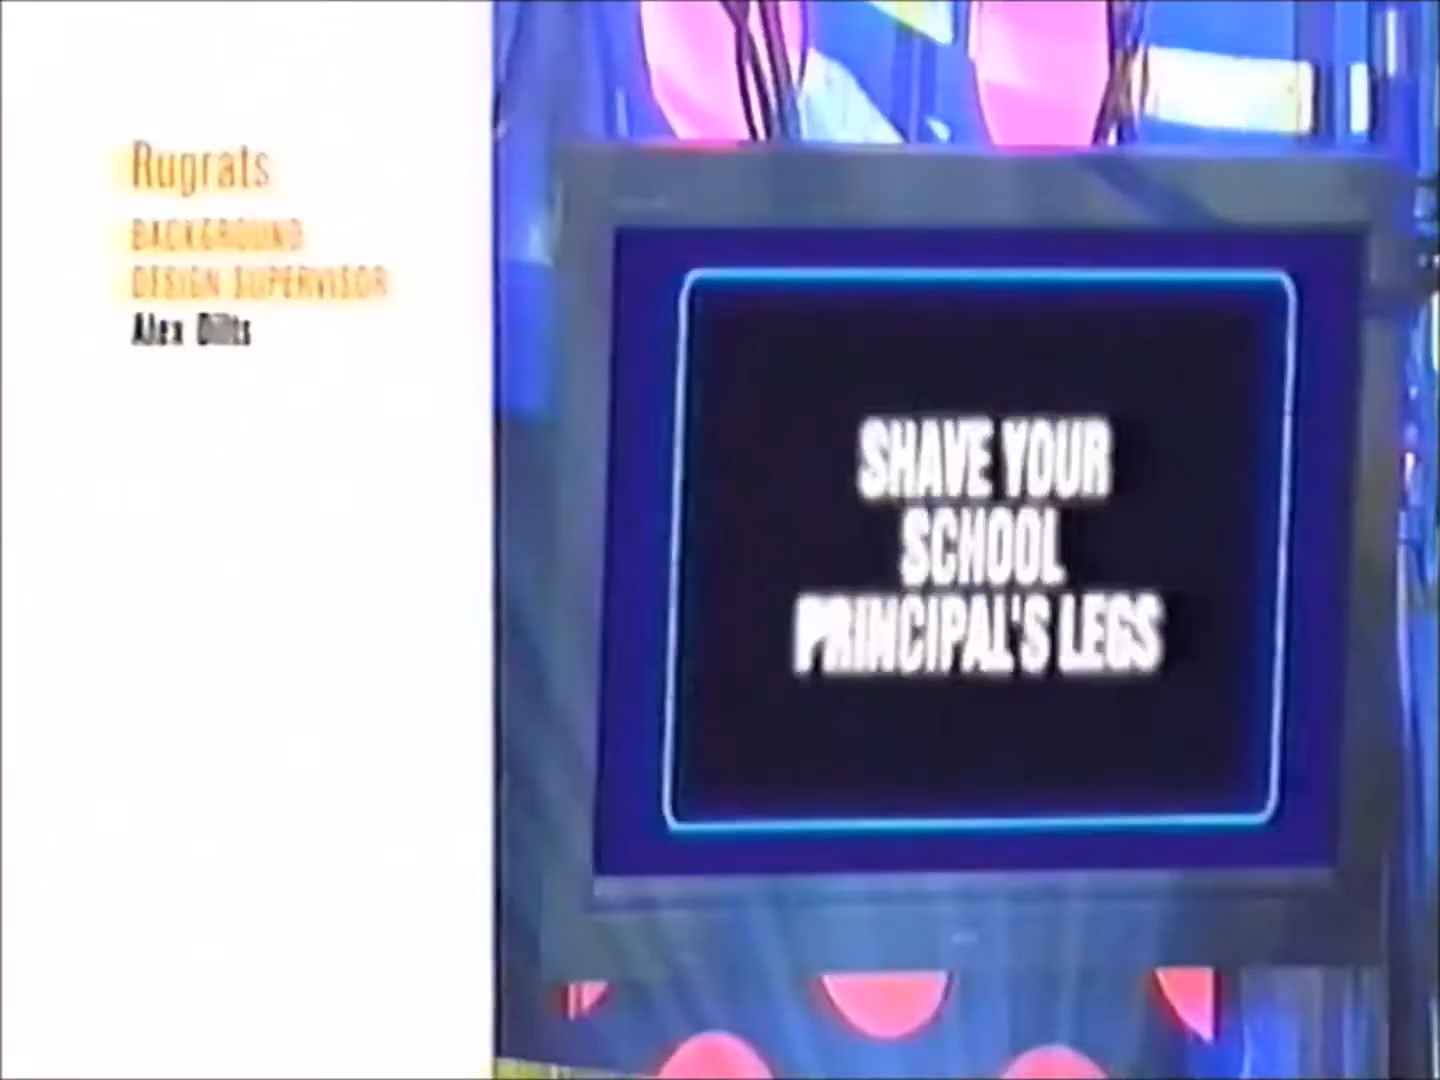 Rugrats
BACKGROUND
DESIGN SUPERVISOR
Alex Dilts
SHAVE YOUR
SCHOOL
PRINCIPAL'S LEGS